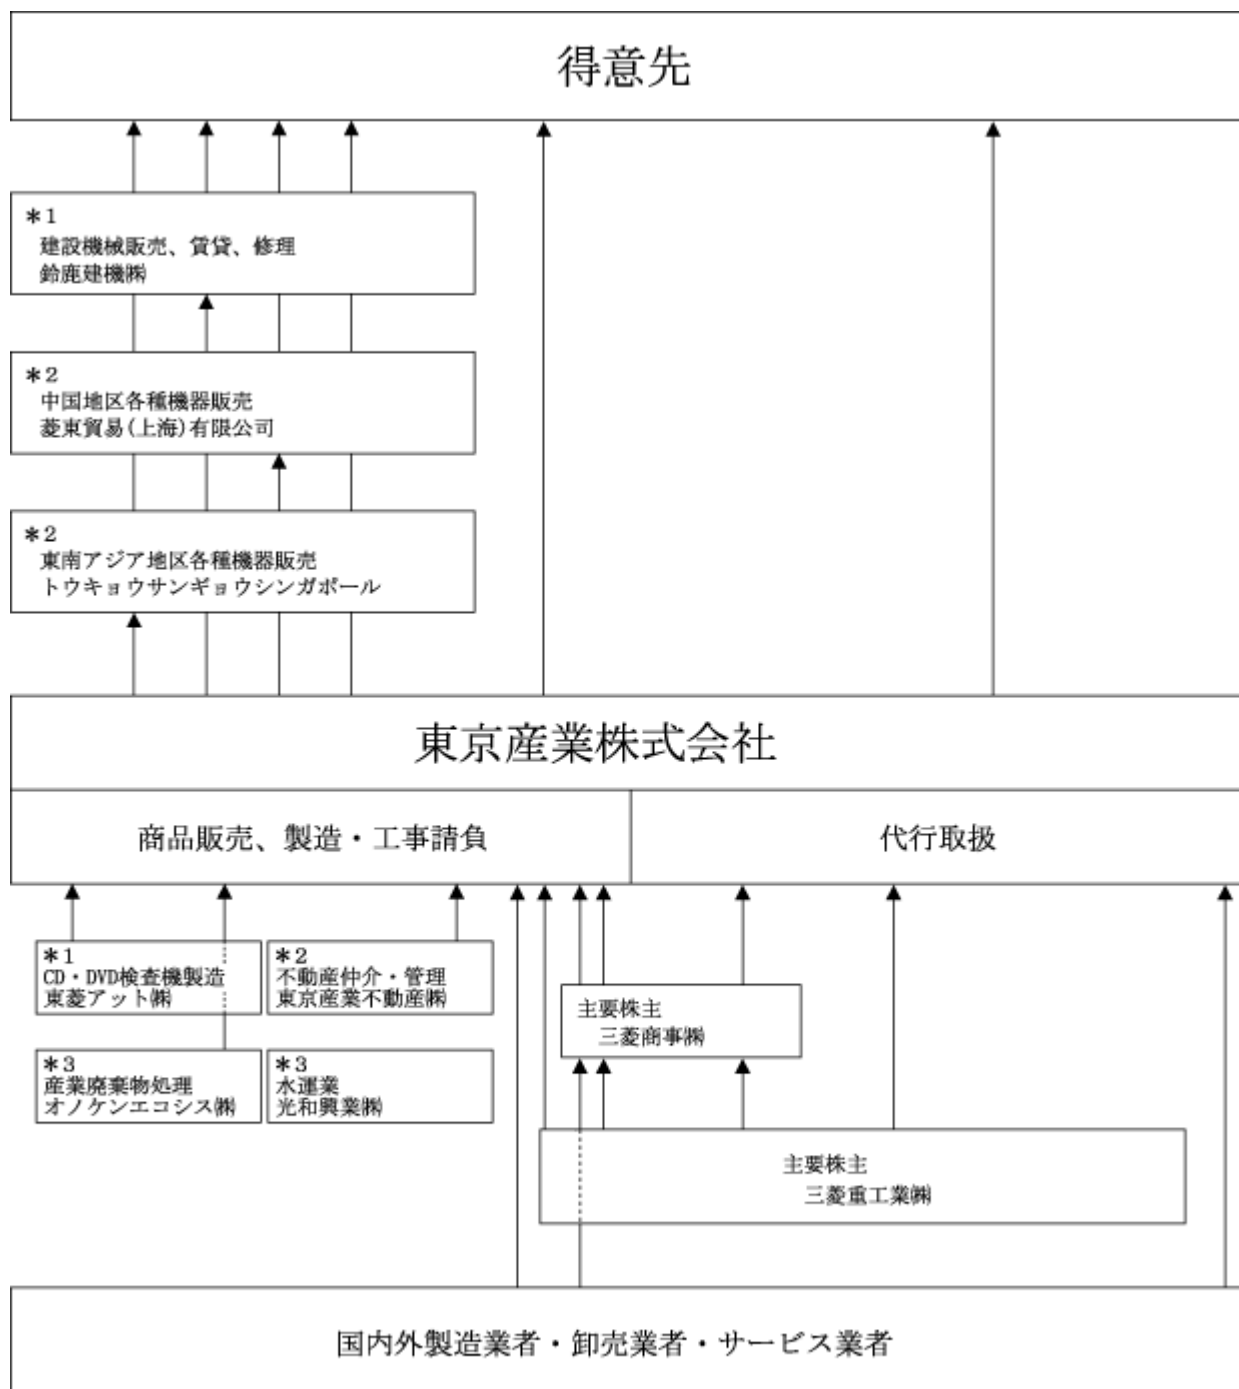 得意先
＊1
建設機械販売、賃貸、修理
鈴鹿建機㈱
＊2
中国地区各種機器販売
菱東貿易(上海)有限公司
＊2
東南アジア地区各種機器販売
トウキョウサンギョウシンガポール
東京産業株式会社
商品販売、製造・工事請負
代行取扱
＊1
CD・DVD検査機製造
東菱アット㈱
＊2
不動産仲介・管理
東京産業不動産㈱
主要株主
三菱商事㈱
＊3
産業廃棄物処理
オノケンエコシス㈱
＊3
水運業
光和興業㈱
主要株主
三菱重工業㈱
国内外製造業者・卸売業者・サービス業者